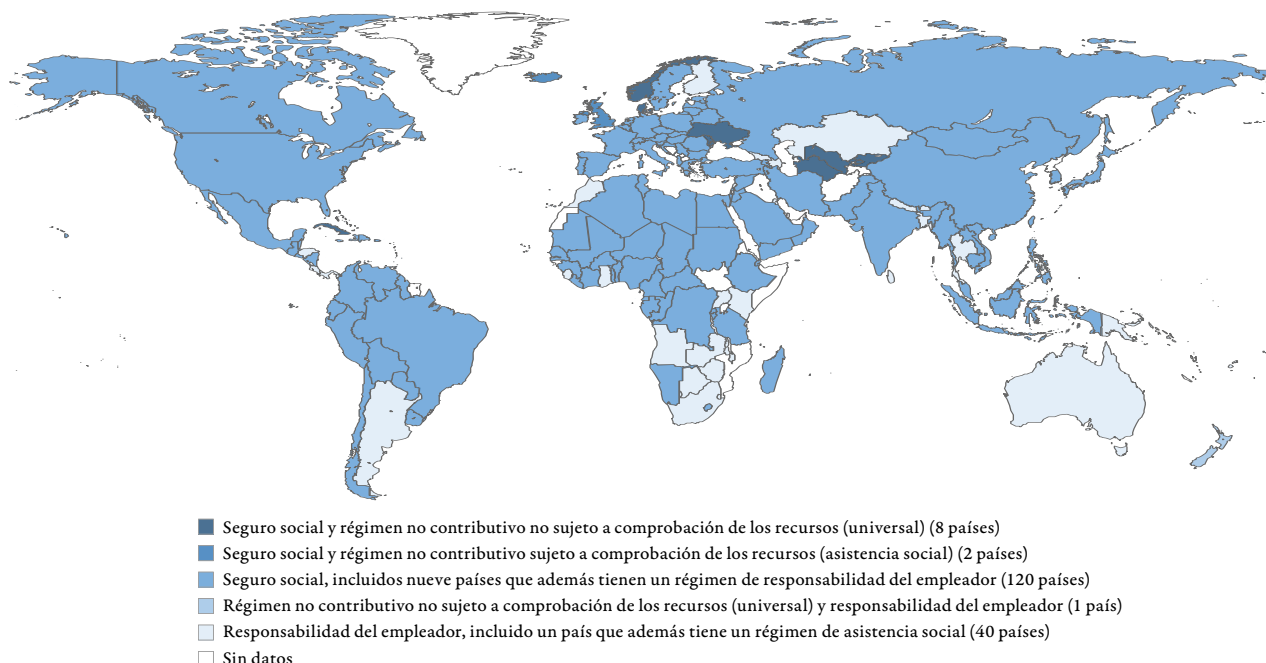 Seguro social y régimen no contributivo no sujeto a comprobación de los recursos (universal) (8 países)
Seguro social y régimen no contributivo sujeto a comprobación de los recursos (asistencia social) (2 países)
Seguro social, incluidos nueve países que además tienen un régimen de responsabilidad del empleador (120 países)
Régimen no contributivo no sujeto a comprobación de los recursos (universal) y responsabilidad del empleador (1 país)
Responsabilidad del empleador, incluido un país que además tiene un régimen de asistencia social (40 países)
Sin datos